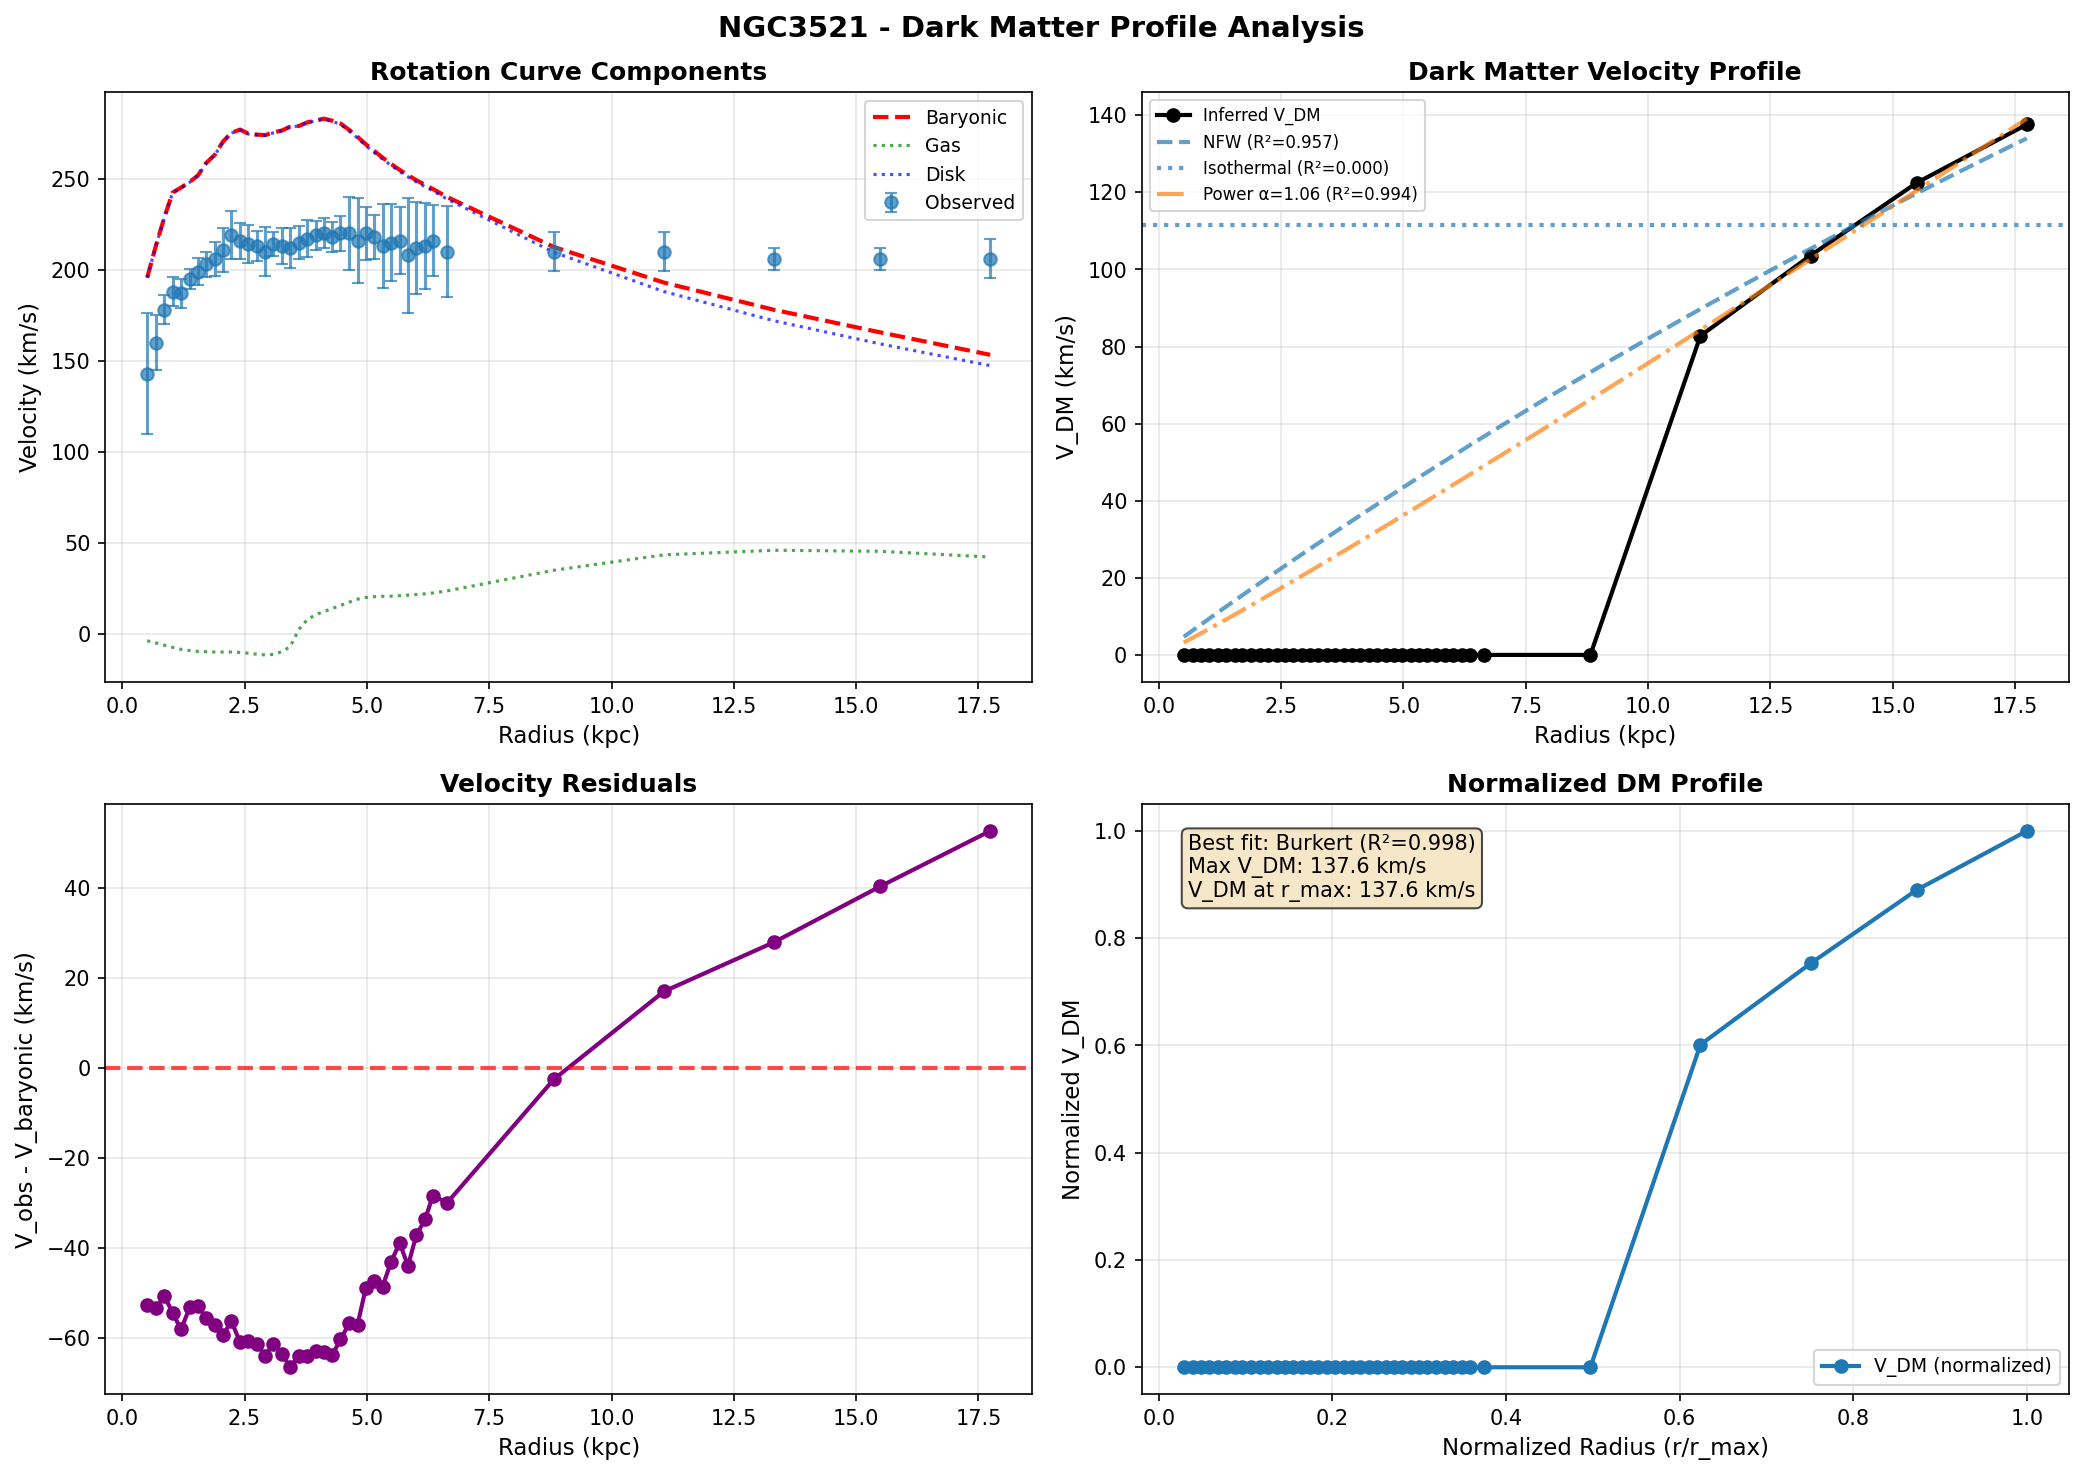 NGC3521 - Dark Matter Profile Analysis
Rotation Curve Components
Baryonic
Gas
Disk
Observed
Velocity (km/s)
250
200
150
100
50
0
0.0 2.5 5.0 7.5 10.0 12.5 15.0 17.5
Radius (kpc)
Dark Matter Velocity Profile
Inferred V_DM
NFW (R²=0.957)
Isothermal (R²=0.000)
Power α=1.06 (R²=0.994)
V_DM (km/s)
140
120
100
80
60
40
20
0
0.0 2.5 5.0 7.5 10.0 12.5 15.0 17.5
Radius (kpc)
Velocity Residuals
V_obs - V_baryonic (km/s)
40
20
0
−20
−40
−60
0.0 2.5 5.0 7.5 10.0 12.5 15.0 17.5
Radius (kpc)
Normalized DM Profile
Best fit: Burkert (R²=0.998)
Max V_DM: 137.6 km/s
V_DM at r_max: 137.6 km/s
Normalized V_DM
1.0
0.8
0.6
0.4
0.2
0.0
V_DM (normalized)
0.0 0.2 0.4 0.6 0.8 1.0
Normalized Radius (r/r_max)